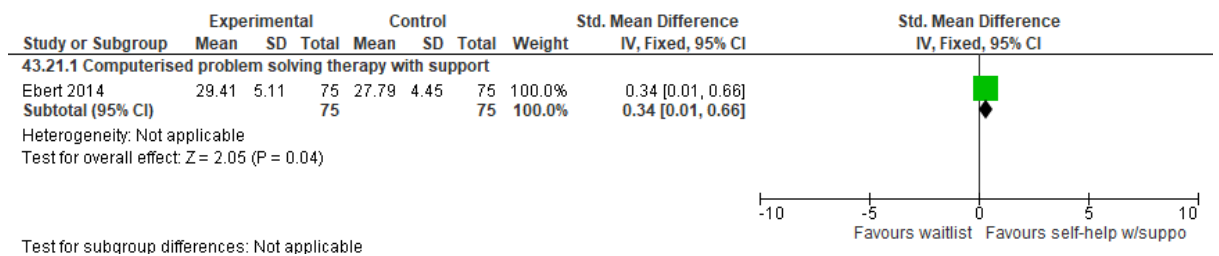 Experimental Control Std. Mean Difference Std. Mean Difference
Study or Subgroup Mean SD Total Mean SD Total Weight IV, Fixed, 95% CI IV, Fixed, 95% CI
43.21.1 Computerised problem solving therapy with support
Ebert 2014 29.41 5.11 75 27.79 4.45 75 100.0% 0.34 [0.01, 0.66]
Subtotal (95% CI) 75 75 100.0% 0.34 [0.01, 0.66]
Heterogeneity: Not applicable
Test for overall effect: Z = 2.05 (P = 0.04)
-10 -5 0 5 10
Favours waitlist Favours self-help w/suppo
Test for subgroup differences: Not applicable